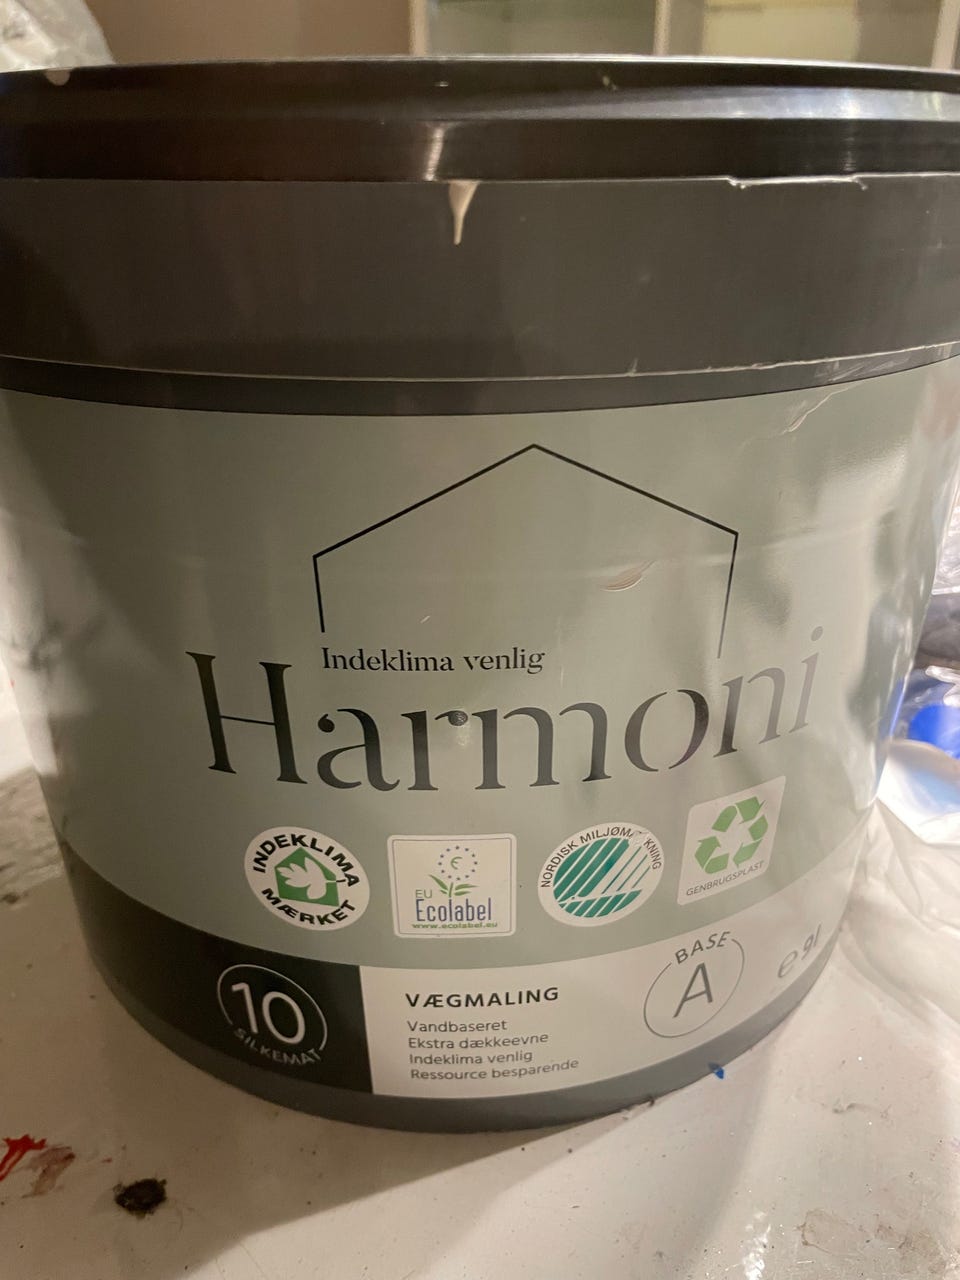 Indeklima venlig
Harmoni
INDEKLIMA
MÆRKET
EU
Ecolabel
www.ecolabel.eu
NORDISK
GENBRUGSPLAST
10
SILKEMAT
VÆGMALING
Vandbaseret
Ekstra dækkeevne
Indeklima venlig
Ressource besparende
BASE
A
e 9l